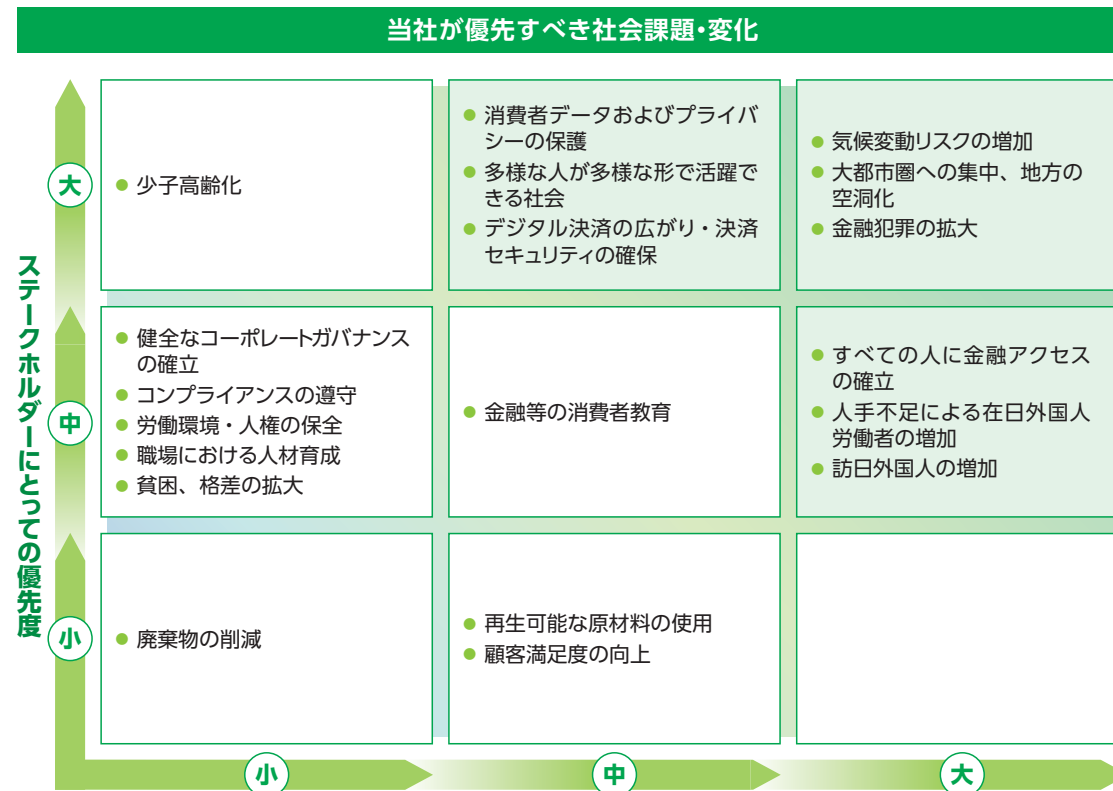 当社が優先すべき社会課題・変化
ステークホルダーにとっての優先度
大
● 少子高齢化
● 消費者データおよびプライバ
シーの保護
● 多様な人が多様な形で活躍で
きる社会
● デジタル決済の広がり・決済
セキュリティの確保
● 気候変動リスクの増加
● 大都市圏への集中、地方の
空洞化
● 金融犯罪の拡大
中
● 健全なコーポレートガバナンス
の確立
● コンプライアンスの遵守
● 労働環境・人権の保全
● 職場における人材育成
● 貧困、格差の拡大
● 金融等の消費者教育
● すべての人に金融アクセス
の確立
● 人手不足による在日外国人
労働者の増加
● 訪日外国人の増加
小
● 廃棄物の削減
● 再生可能な原材料の使用
● 顧客満足度の向上
小
中
大